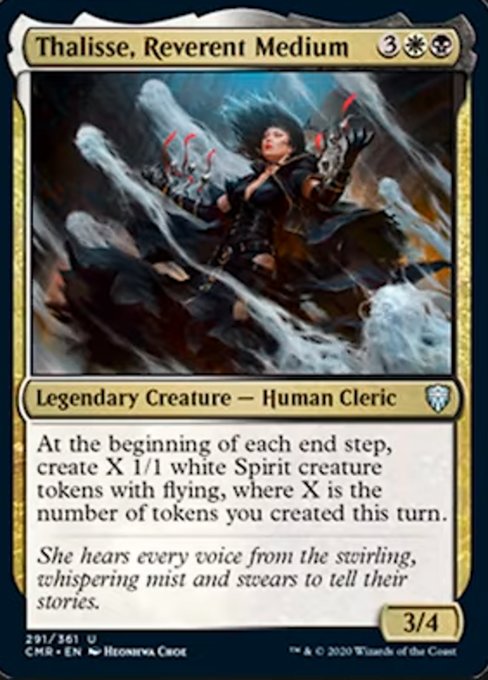 Thalisse, Reverent Medium 3
Legendary Creature — Human Cleric
At the beginning of each end step,
create X 1/1 white Spirit creature
tokens with flying, where X is the
number of tokens you created this turn.
She hears every voice from the swirling,
whispering mist and swears to tell their
stories.
3/4
291/361 U
CMR • EN Heonhwa Choe
™ & © 2020 Wizards of the Coast